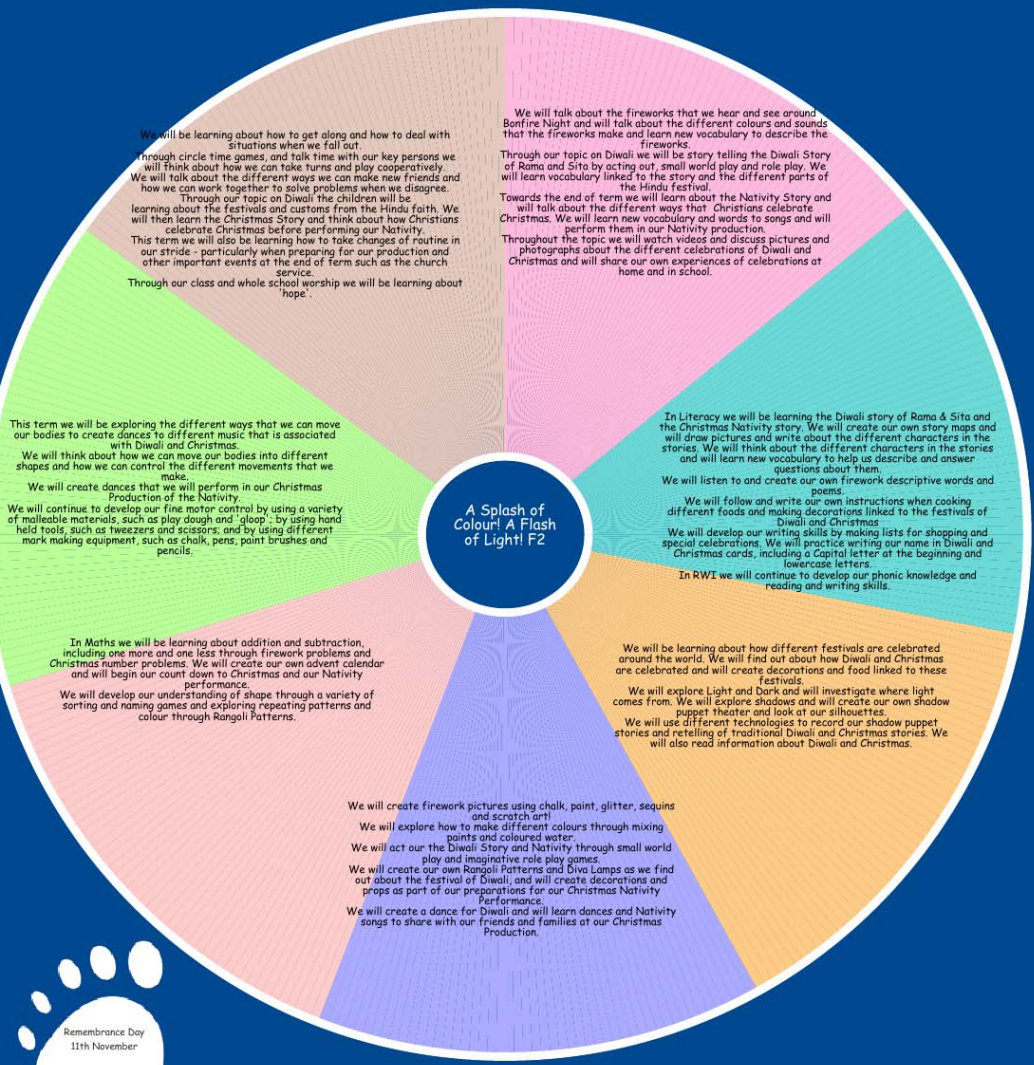 We will be learning about how to get along and how to deal with
situations when we fall out.
Through circle time games, and talk time with our key persons we
will think about how we can take turns and play cooperatively.
We will talk about the different ways we can make new friends and
how we can work together to solve problems when we disagree.
Through our topic on Diwali the children will be
learning about the festivals and customs from the Hindu faith. We
will then learn the Christmas Story and think about how Christians
celebrate Christmas before performing our Nativity.
This term we will also be learning how to take changes of routine in
our stride - particularly when preparing for our production and
other important events at the end of term such as the church
service.
Through our class and whole school worship we will be learning about
'hope'.
We will talk about the fireworks that we hear and see around
Bonfire Night and will talk about the different colours and sounds
that the fireworks make and learn new vocabulary to describe the
fireworks.
Through our topic on Diwali we will be story telling the Diwali Story
of Rama and Sita by acting out, small world play and role play. We
will learn vocabulary linked to the story and the different parts of
the Hindu festival.
Towards the end of term we will learn about the Nativity Story and
will talk about the different ways that Christians celebrate
Christmas. We will learn new vocabulary and words to songs and will
perform them in our Nativity production.
Throughout the topic we will watch videos and discuss pictures and
photographs about the different celebrations of Diwali and
Christmas and will share our own experiences of celebrations at
home and in school.
In Literacy we will be learning the Diwali story of Rama & Sita and
the Christmas Nativity story. We will create our own story maps and
will draw pictures and write about the different characters in the
stories. We will think about the different characters in the stories
and will learn new vocabulary to help us describe and answer
questions about them.
We will listen to and create our own firework descriptive words and
poems.
We will follow and write our own instructions when cooking
different foods and making decorations linked to the festivals of
Diwali and Christmas
We will develop our writing skills by making lists for shopping and
special celebrations. We will practice writing our name in Diwali and
Christmas cards, including a Capital letter at the beginning and
lowercase letters.
In RWI we will continue to develop our phonic knowledge and
reading and writing skills.
This term we will be exploring the different ways that we can move
our bodies to create dances to different music that is associated
with Diwali and Christmas.
We will think about how we can move our bodies into different
shapes and how we can control the different movements that we
make.
We will create dances that we will perform in our Christmas
Production of the Nativity.
We will continue to develop our fine motor control by using a variety
of malleable materials, such as play dough and 'gloop'; by using hand
held tools, such as tweezers and scissors; and by using different
mark making equipment, such as chalk, pens, paint brushes and
pencils.
A Splash of
Colour! A Flash
of Light! F2
In Maths we will be learning about addition and subtraction,
including one more and one less through firework problems and
Christmas number problems. We will create our own advent calendar
and will begin our count down to Christmas and our Nativity
performance.
We will develop our understanding of shape through a variety of
sorting and naming games and exploring repeating patterns and
colour through Rangoli Patterns.
We will be learning about how different festivals are celebrated
around the world. We will find out about how Diwali and Christmas
are celebrated and will create decorations and food linked to these
festivals.
We will explore Light and Dark and will investigate where light
comes from. We will explore shadows and will create our own shadow
puppet theater and look at our silhouettes.
We will use different technologies to record our shadow puppet
stories and retelling of traditional Diwali and Christmas stories. We
will also read information about Diwali and Christmas.
We will create firework pictures using chalk, paint, glitter, sequins
and scratch art!
We will explore how to make different colours through mixing
paints and coloured water.
We will act our the Diwali Story and Nativity through small world
play and imaginative role play games.
We will create our own Rangoli Patterns and Diva Lamps as we find
out about the festival of Diwali, and will create decorations and
props as part of our preparations for our Christmas Nativity
Performance.
We will create a dance for Diwali and will learn dances and Nativity
songs to share with our friends and families at our Christmas
Production.
Remembrance Day
11th November